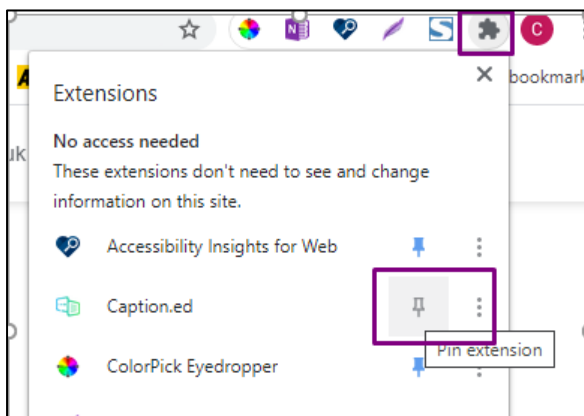 N
S
C
A
bookmark
uk
Extensions
No access needed
These extensions don't need to see and change
information on this site.
Accessibility Insights for Web
Caption.ed
Pin extension
ColorPick Eyedropper